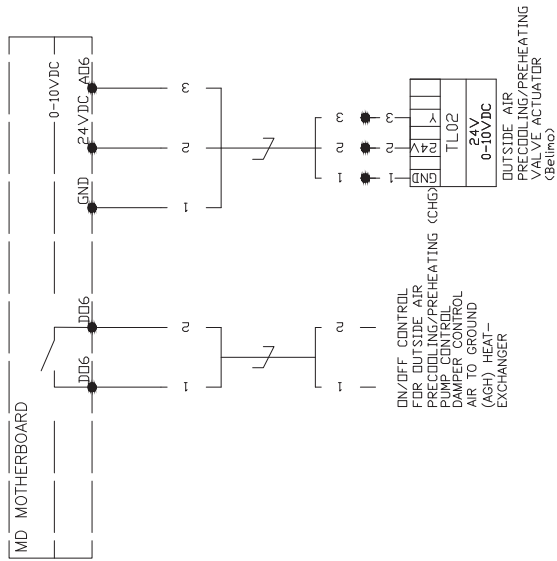 MD MOTHERBOARD
0-10VDC
DO6
DO6
GND
24VDC
AO6
1
2
1
2
3
1
2
1
2
3
1
2
3
GND
24V
Y
TL02
24V
0-10VDC
ON/OFF CONTROL
FOR OUTSIDE AIR
PRECOOLING/PREHEATING (CHG)
PUMP CONTROL
DAMPER CONTROL
AIR TO GROUND
(AGH) HEAT-
EXCHANGER
OUTSIDE AIR
PRECOOLING/PREHEATING
VALVE ACTUATOR
(Belimo)